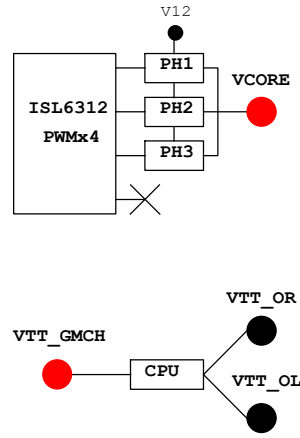 V12
PH1
VCORE
ISL6312
PH2
PWMx4
PH3
VTT_OR
VTT_GMCH
CPU
VTT_OL